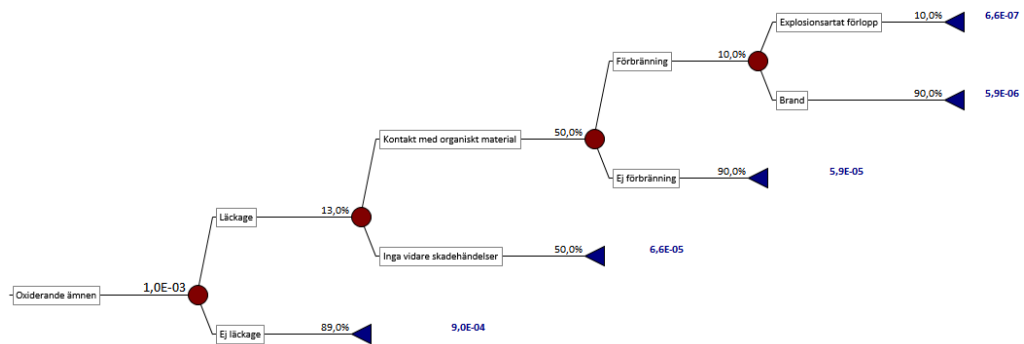 10,0%
6,6E-07
Explosionsartat förlopp
Förbränning
10,0%
90,0%
5,9E-06
Brand
Kontakt med organiskt material
50,0%
Ej förbränning
90,0%
5,9E-05
Läckage
13,0%
Inga vidare skadehändelser
50,0%
6,6E-05
Oxiderande ämnen
1,0E-03
Ej läckage
89,0%
9,0E-04